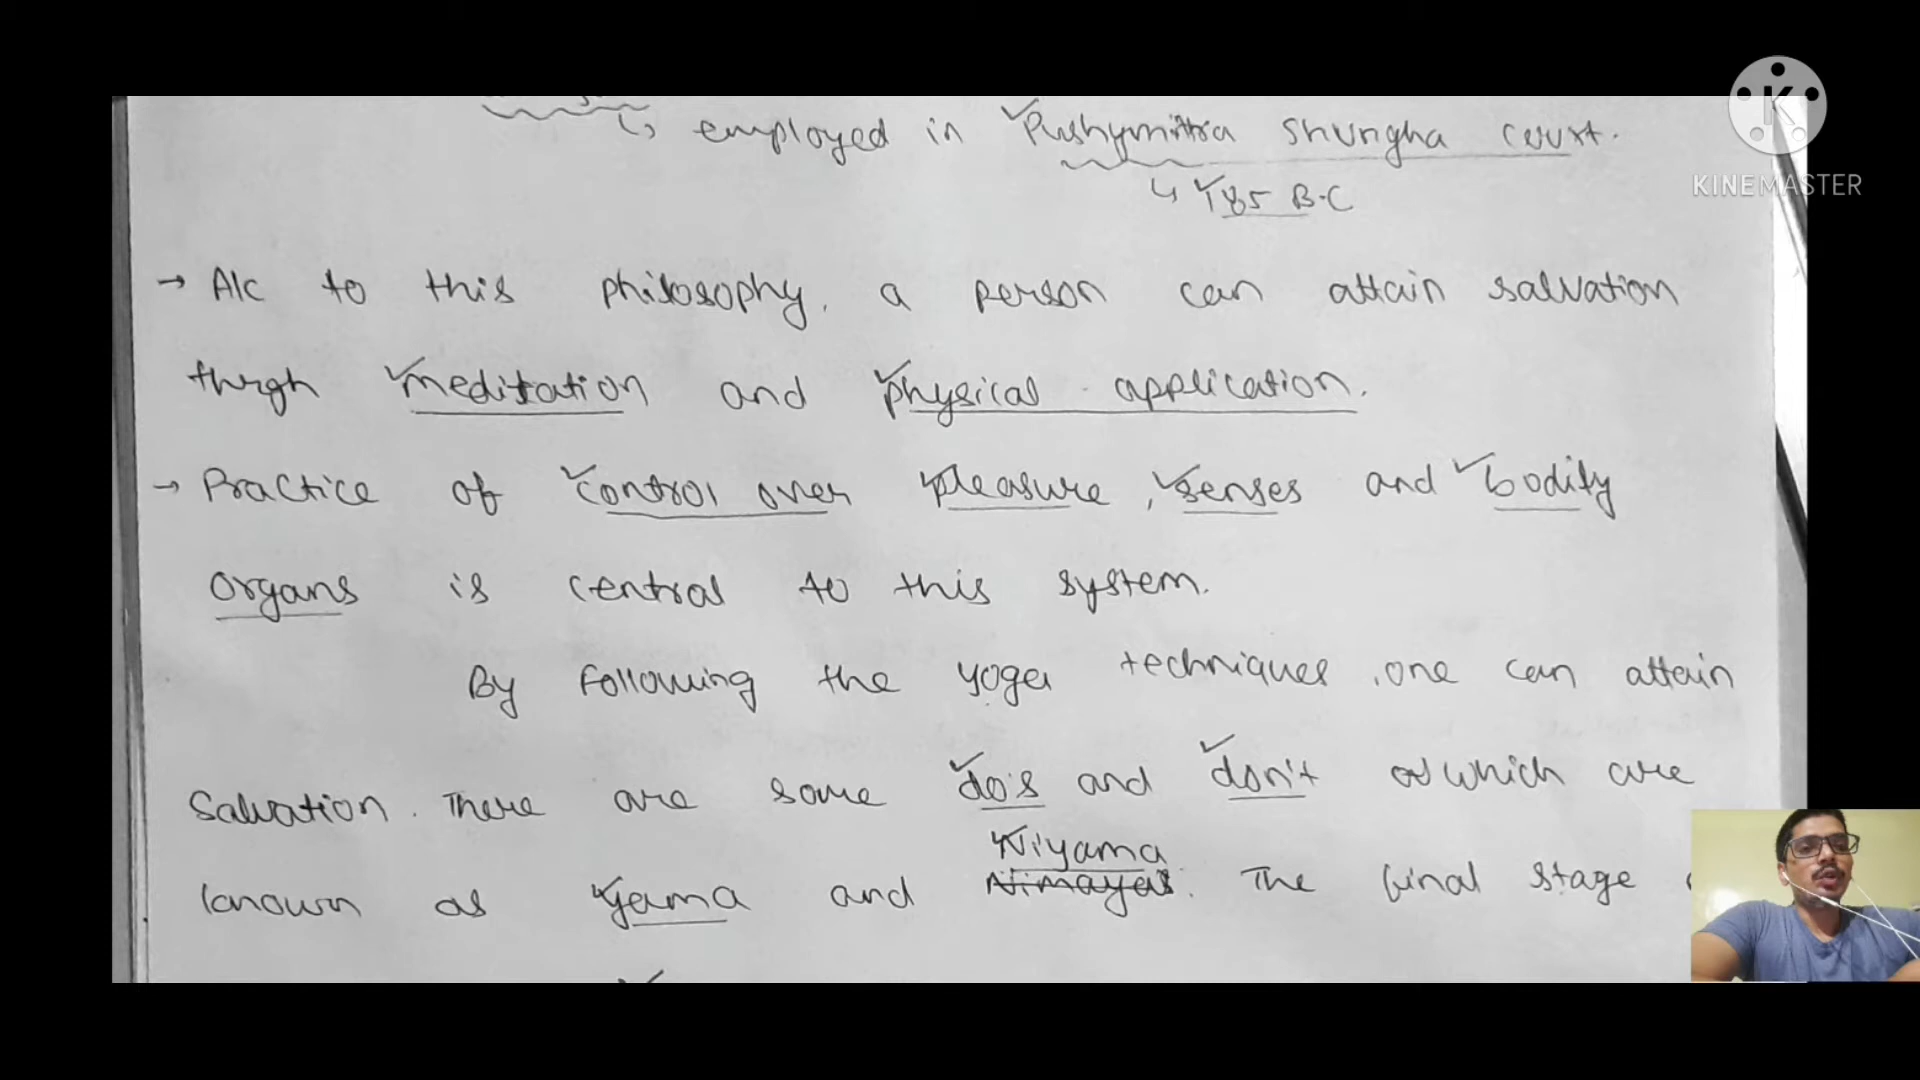 ↳ employed in Pushymitra Shungha court.
↳ 185 B.C
→ A/c to this philosophy, a person can attain salvation
thrgh meditation and physical application.
→ Practice of control over pleasure, senses and bodily
organs is central to this system.
By following the yoga techniques, one can attain
salvation. There are some do's and don't which are
Niyama
known as Yama and Nimayas. The final stage
K
KINEMASTER